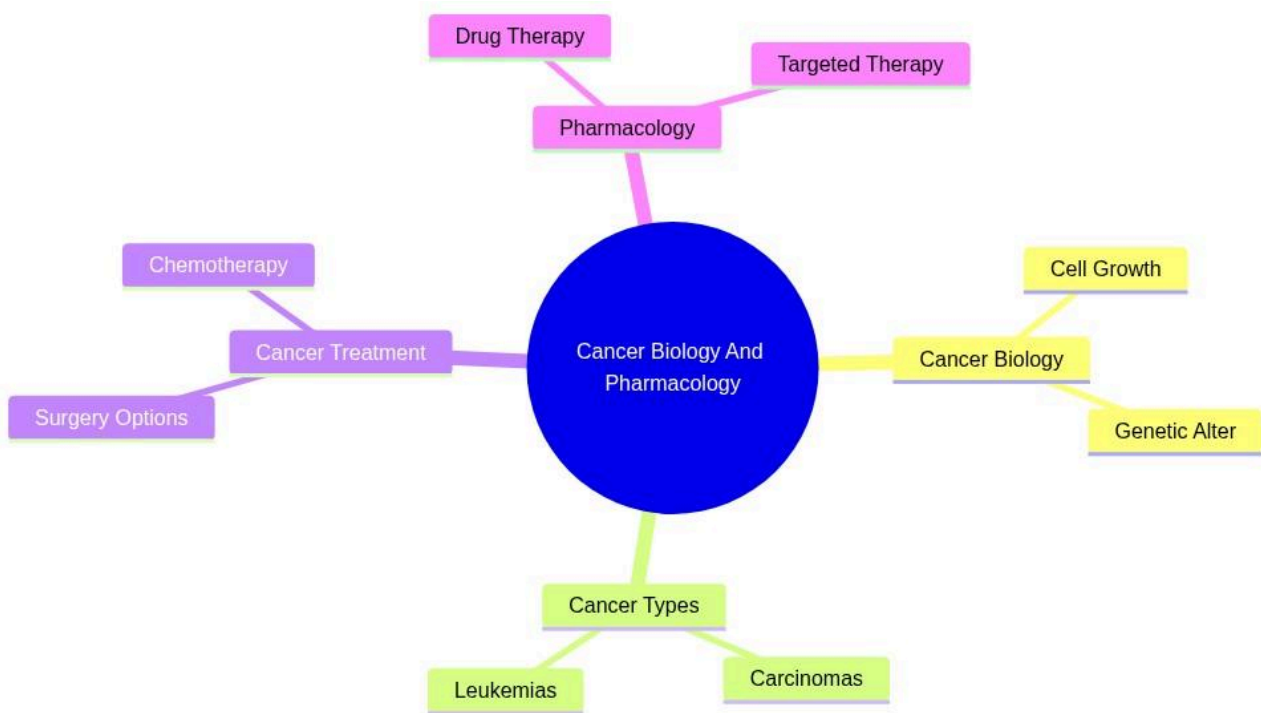 Drug Therapy
Targeted Therapy
Pharmacology
Chemotherapy
Cell Growth
Cancer Treatment
Cancer Biology And
Pharmacology
Cancer Biology
Surgery Options
Genetic Alter
Cancer Types
Leukemias
Carcinomas